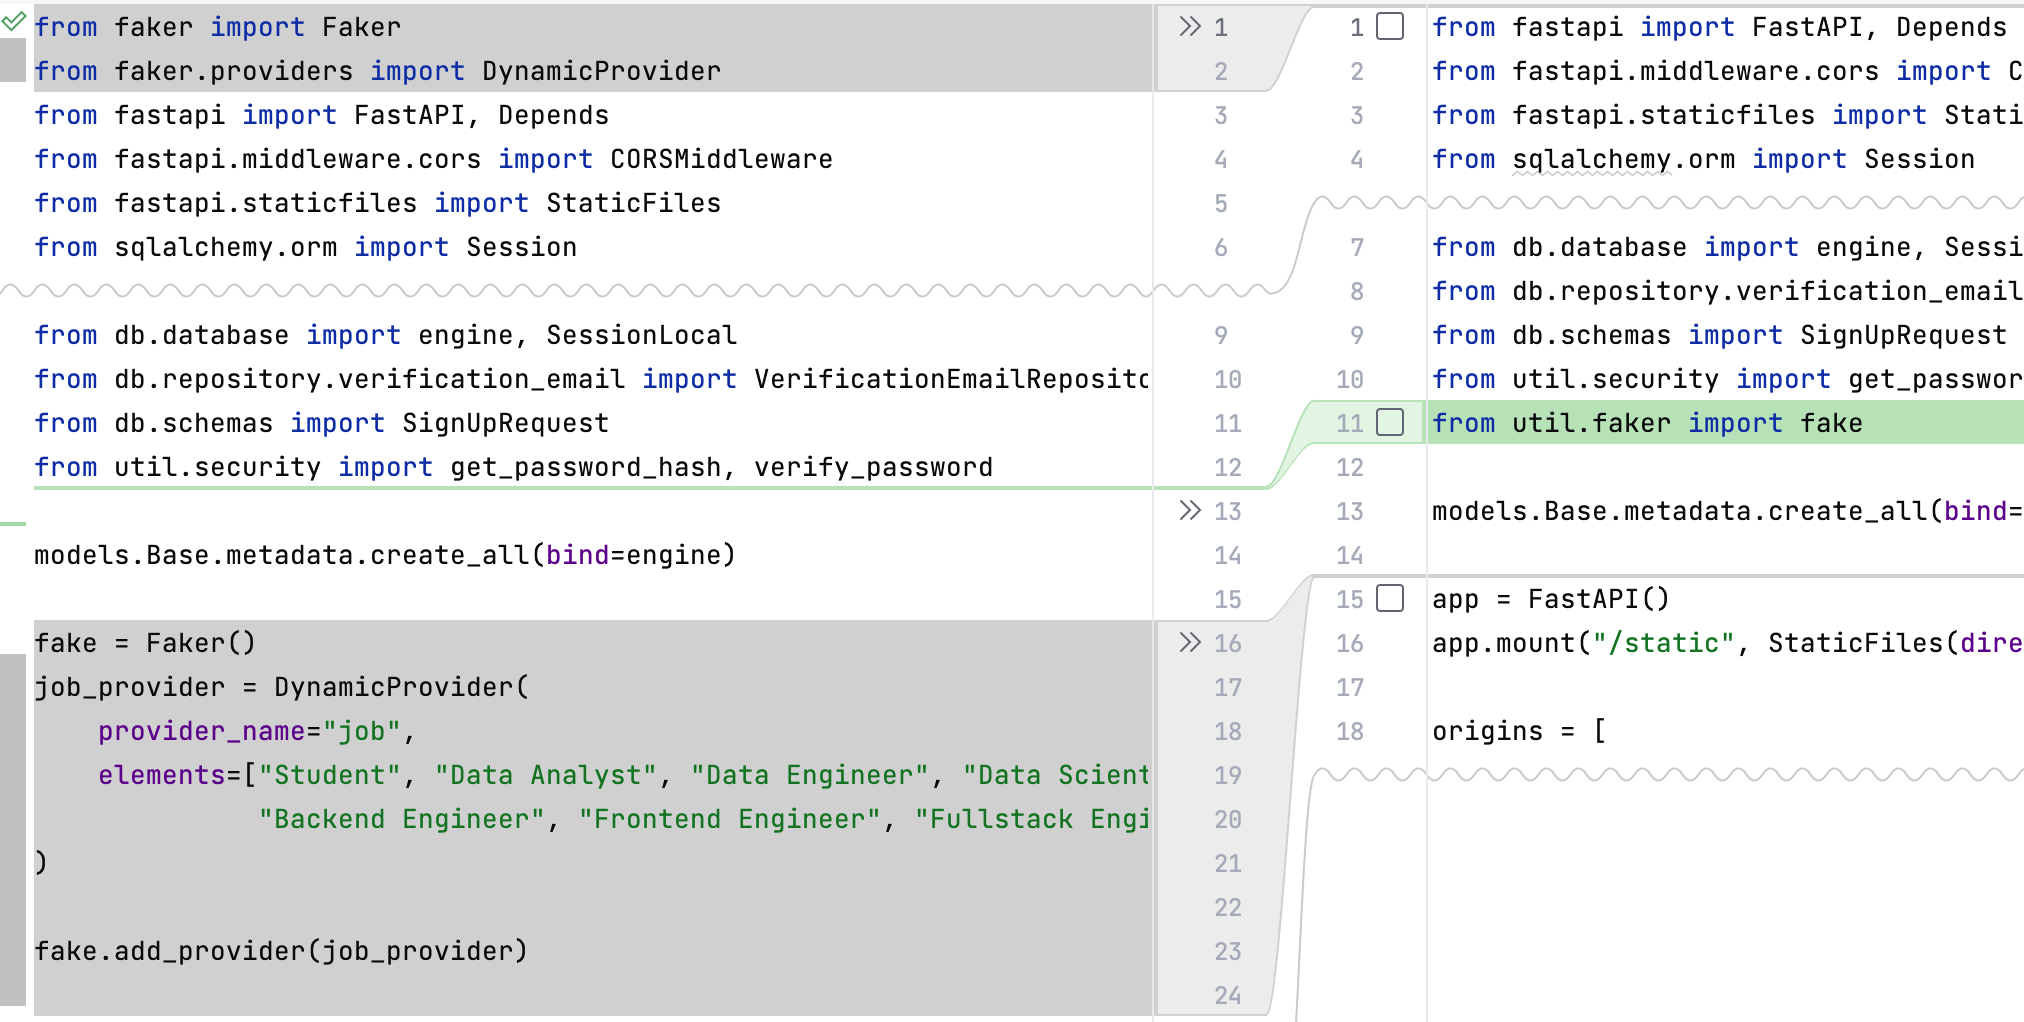 from faker import Faker
from faker.providers import DynamicProvider
from fastapi import FastAPI, Depends
from fastapi.middleware.cors import CORSMiddleware
from fastapi.staticfiles import StaticFiles
from sqlalchemy.orm import Session
from db.database import engine, SessionLocal
from db.repository.verification_email import VerificationEmailReposito
from db.schemas import SignUpRequest
from util.security import get_password_hash, verify_password
models.Base.metadata.create_all(bind=engine)
fake = Faker()
job_provider = DynamicProvider(
    provider_name="job",
    elements=["Student", "Data Analyst", "Data Engineer", "Data Scient
              "Backend Engineer", "Frontend Engineer", "Fullstack Engi
)
fake.add_provider(job_provider)
1
2
3
4
5
6
9
10
11
12
13
14
15
16
17
18
19
20
21
22
23
24
1 from fastapi import FastAPI, Depends
2 from fastapi.middleware.cors import C
3 from fastapi.staticfiles import Stati
4 from sqlalchemy.orm import Session
7 from db.database import engine, Sessi
8 from db.repository.verification_email
9 from db.schemas import SignUpRequest
10 from util.security import get_passwor
11 from util.faker import fake
12
13 models.Base.metadata.create_all(bind=
14
15 app = FastAPI()
16 app.mount("/static", StaticFiles(dire
17
18 origins = [